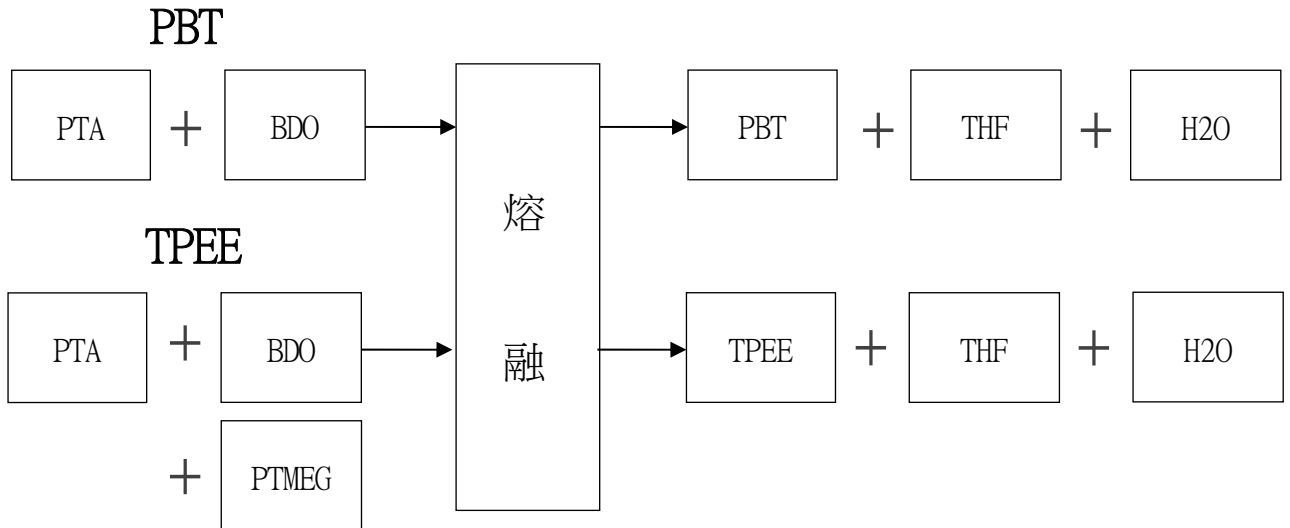 PBT
PTA + BDO PBT + THF + H2O
熔
融
TPEE
PTA + BDO TPEE + THF + H2O
+ PTMEG